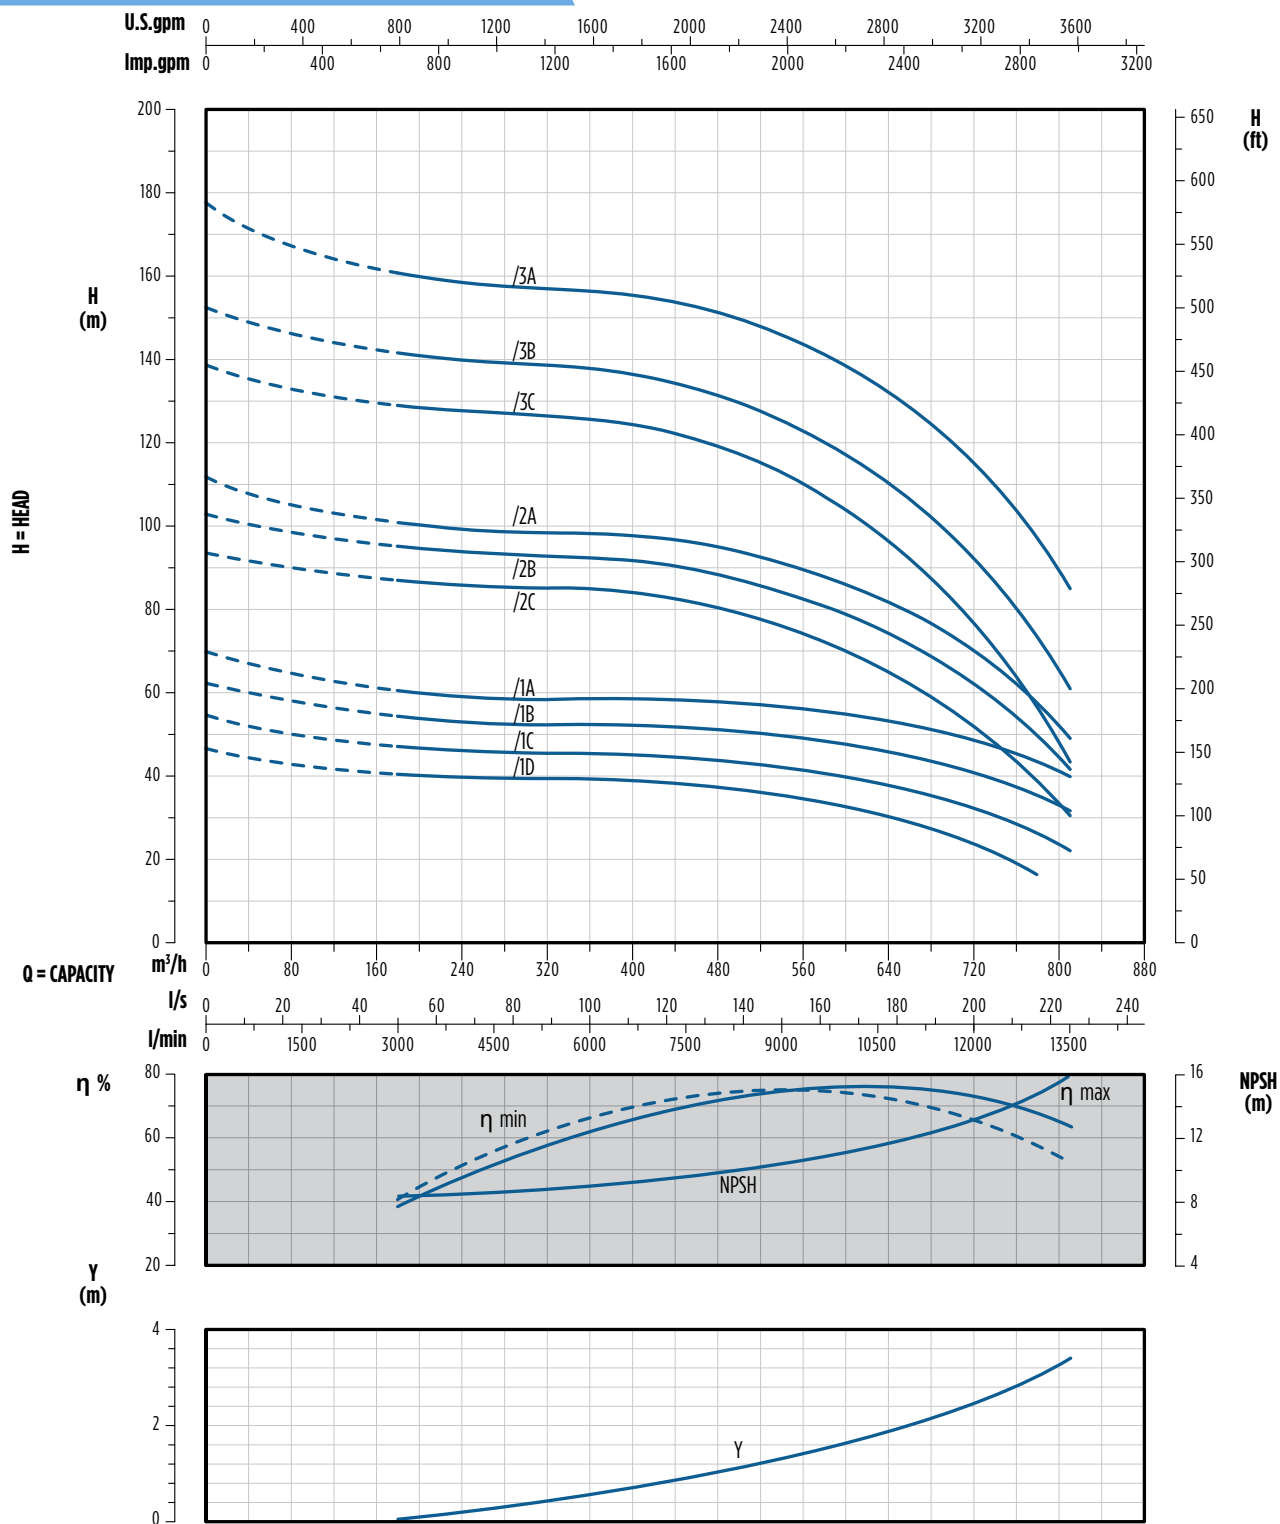 U.S.gpm 0 400 800 1200 1600 2000 2400 2800 3200 3600
Imp.gpm 0 400 800 1200 1600 2000 2400 2800 3200
200
180
160
140
120
100
80
60
40
20
0
H
(m)
H = HEAD
650
600
550
500
450
400
350
300
250
200
150
100
50
0
H
(ft)
/3A
/3B
/3C
/2A
/2B
/2C
/1A
/1B
/1C
/1D
Q = CAPACITY
m³/h 0 80 160 240 320 400 480 560 640 720 800 880
l/s 0 20 40 60 80 100 120 140 160 180 200 220 240
l/min 0 1500 3000 4500 6000 7500 9000 10500 12000 13500
η %
80
60
40
20
16
12
8
4
NPSH
(m)
η min
η max
NPSH
Y
(m)
4
2
0
Y